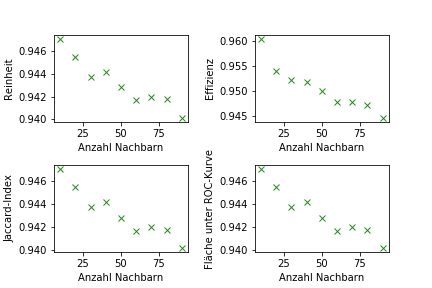 Reinheit
0.946
0.944
0.942
0.940
25 50 75
Anzahl Nachbarn
Effizienz
0.960
0.955
0.950
0.945
25 50 75
Anzahl Nachbarn
Jaccard-Index
0.946
0.944
0.942
0.940
25 50 75
Anzahl Nachbarn
Fläche unter ROC-Kurve
0.946
0.944
0.942
0.940
25 50 75
Anzahl Nachbarn